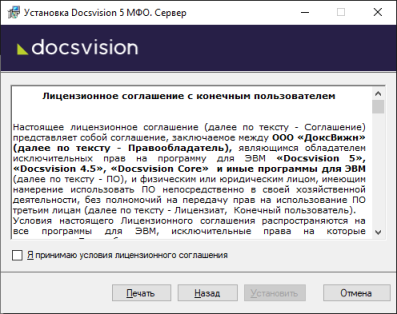 Установка Docsvision 5 МФО. Сервер
docsvision
Лицензионное соглашение с конечным пользователем
Настоящее лицензионное соглашение (далее по тексту - Соглашение)
представляет собой соглашение, заключаемое между ООО «ДоксВижн»
(далее по тексту - Правообладатель), являющимся обладателем
исключительных прав на программу для ЭВМ «Docsvision 5»,
«Docsvision 4.5», «Docsvision Core» и иные программы для ЭВМ
(далее по тексту - ПО), и физическим или юридическим лицом, имеющим
намерение использовать ПО непосредственно в своей хозяйственной
деятельности, без полномочий на передачу прав на использование ПО
третьим лицам (далее по тексту - Лицензиат, Конечный пользователь).
Условия настоящего Лицензионного соглашения распространяются на
все программы для ЭВМ, исключительные права на которые
Я принимаю условия лицензионного соглашения
Печать Назад Установить Отмена